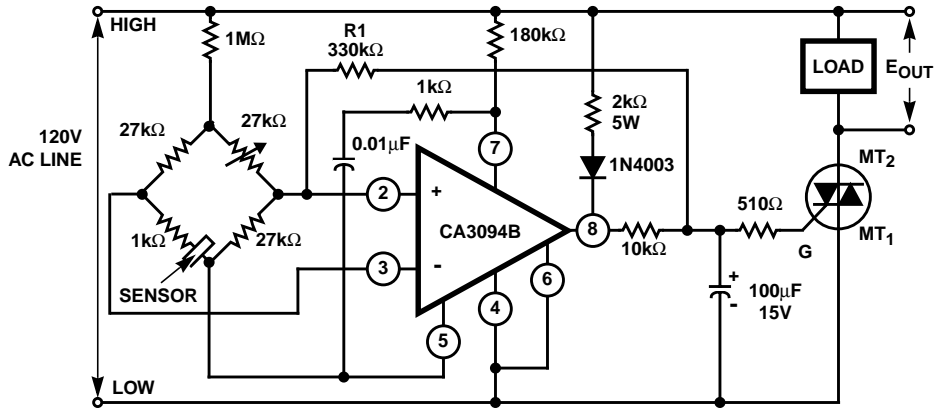 HIGH
1MΩ
R1
330kΩ
180kΩ
1kΩ
2kΩ
5W
LOAD
E_OUT
120V
AC LINE
27kΩ
27kΩ
0.01μF
7
1N4003
MT2
2
+
CA3094B
8
510Ω
MT1
1kΩ
27kΩ
3
-
10kΩ
G
SENSOR
6
4
5
+
-
100μF
15V
LOW